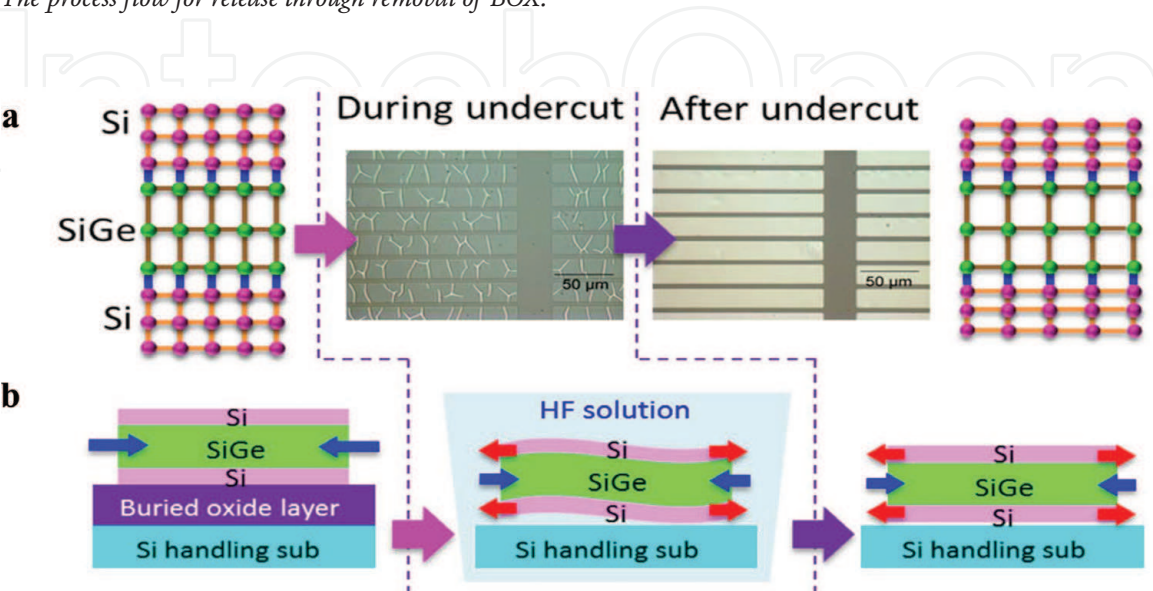 The process flow for release through removal of BOX.
IntechOpen
a
Si
During undercut
After undercut
SiGe
50 µm
50 µm
Si
b
HF solution
Si
SiGe
Si
Buried oxide layer
Si handling sub
Si
SiGe
Si
Si handling sub
Si
SiGe
Si
Si handling sub